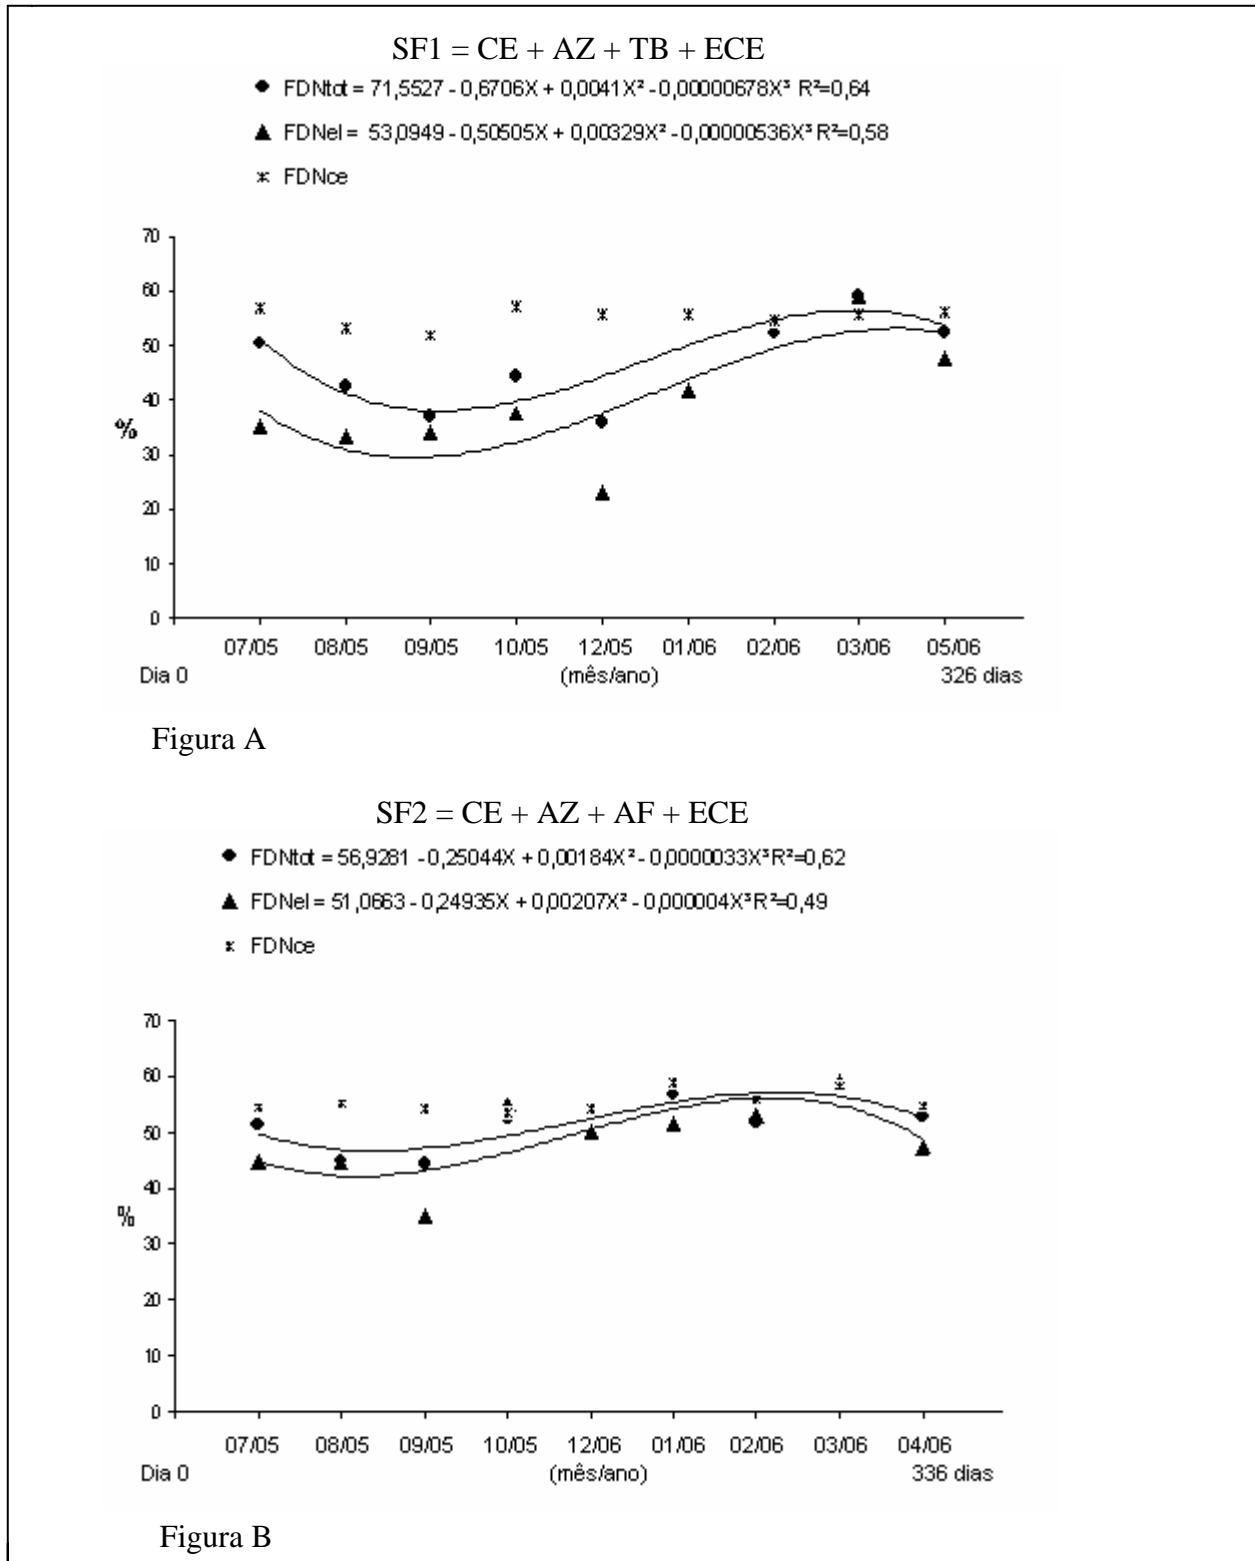 SF1 = CE + AZ + TB + ECE
FDNtot = 71,5527 - 0,6706X + 0,0041X² - 0,00000678X³ R²=0,64
FDNel = 53,0949 - 0,50505X + 0,00329X² - 0,00000536X³ R²=0,58
FDNce
70
60
50
40
%
30
20
10
0
07/05 08/05 09/05 10/05 12/05 01/06 02/06 03/06 05/06
Dia 0 (mês/ano) 326 dias
Figura A
SF2 = CE + AZ + AF + ECE
FDNtot = 56,9281 - 0,25044X + 0,00184X² - 0,0000033X³ R²=0,62
FDNel = 51,0663 - 0,24935X + 0,00207X² - 0,000004X³ R²=0,49
FDNce
70
60
50
40
%
30
20
10
0
07/05 08/05 09/05 10/05 12/06 01/06 02/06 03/06 04/06
Dia 0 (mês/ano) 336 dias
Figura B